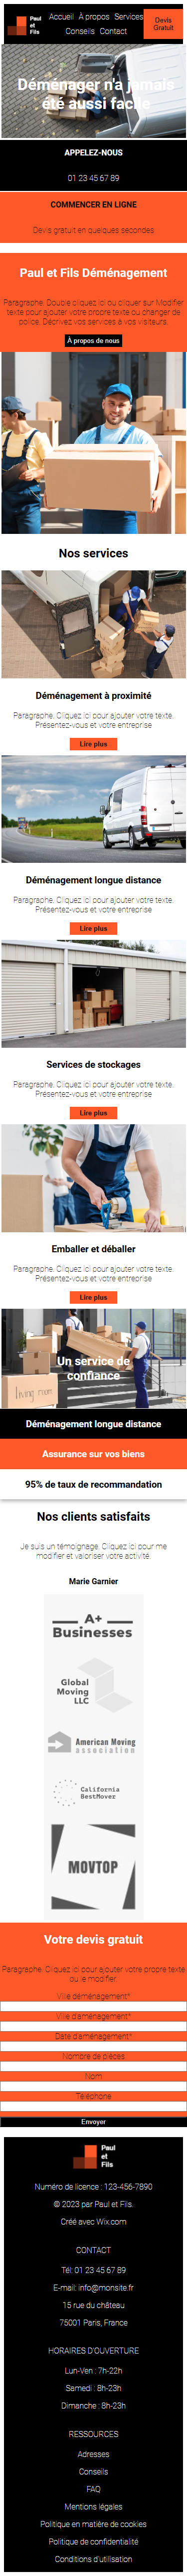 Paul
et
Fils
Accueil À propos Services
Conseils Contact
Devis
Gratuit
Déménager n'a jamais
été aussi facile
APPELEZ-NOUS
01 23 45 67 89
COMMENCER EN LIGNE
Devis gratuit en quelques secondes
Paul et Fils Déménagement
Paragraphe. Double cliquez ici ou cliquer sur Modifier
texte pour ajouter votre propre texte ou changer de
police. Décrivez vos services à vos visiteurs.
À propos de nous
Nos services
Déménagement à proximité
Paragraphe. Cliquez ici pour ajouter votre texte.
Présentez-vous et votre entreprise
Lire plus
Déménagement longue distance
Paragraphe. Cliquez ici pour ajouter votre texte.
Présentez-vous et votre entreprise
Lire plus
Services de stockages
Paragraphe. Cliquez ici pour ajouter votre texte.
Présentez-vous et votre entreprise
Lire plus
Emballer et déballer
Paragraphe. Cliquez ici pour ajouter votre texte.
Présentez-vous et votre entreprise
Lire plus
Un service de
confiance
living room
Déménagement longue distance
Assurance sur vos biens
95% de taux de recommandation
Nos clients satisfaits
Je suis un témoignage. Cliquez ici pour me
modifier et valoriser votre activité.
Marie Garnier
A+
Businesses
Global
Moving
LLC
American Moving
association
California
BestMover
MOVTOP
Votre devis gratuit
Paragraphe. Cliquez ici pour ajouter votre propre texte
ou le modifier.
Ville déménagement*
Ville d'aménagement*
Date d'aménagement*
Nombre de pièces
Nom
Téléphone
Envoyer
Paul
et
Fils
Numéro de licence : 123-456-7890
© 2023 par Paul et Fils.
Créé avec Wix.com
CONTACT
Tél: 01 23 45 67 89
E-mail: info@monsite.fr
15 rue du château
75001 Paris, France
HORAIRES D'OUVERTURE
Lun-Ven : 7h-22h
Samedi : 8h-23h
Dimanche : 8h-23h
RESSOURCES
Adresses
Conseils
FAQ
Mentions légales
Politique en matière de cookies
Politique de confidentialité
Conditions d'utilisation